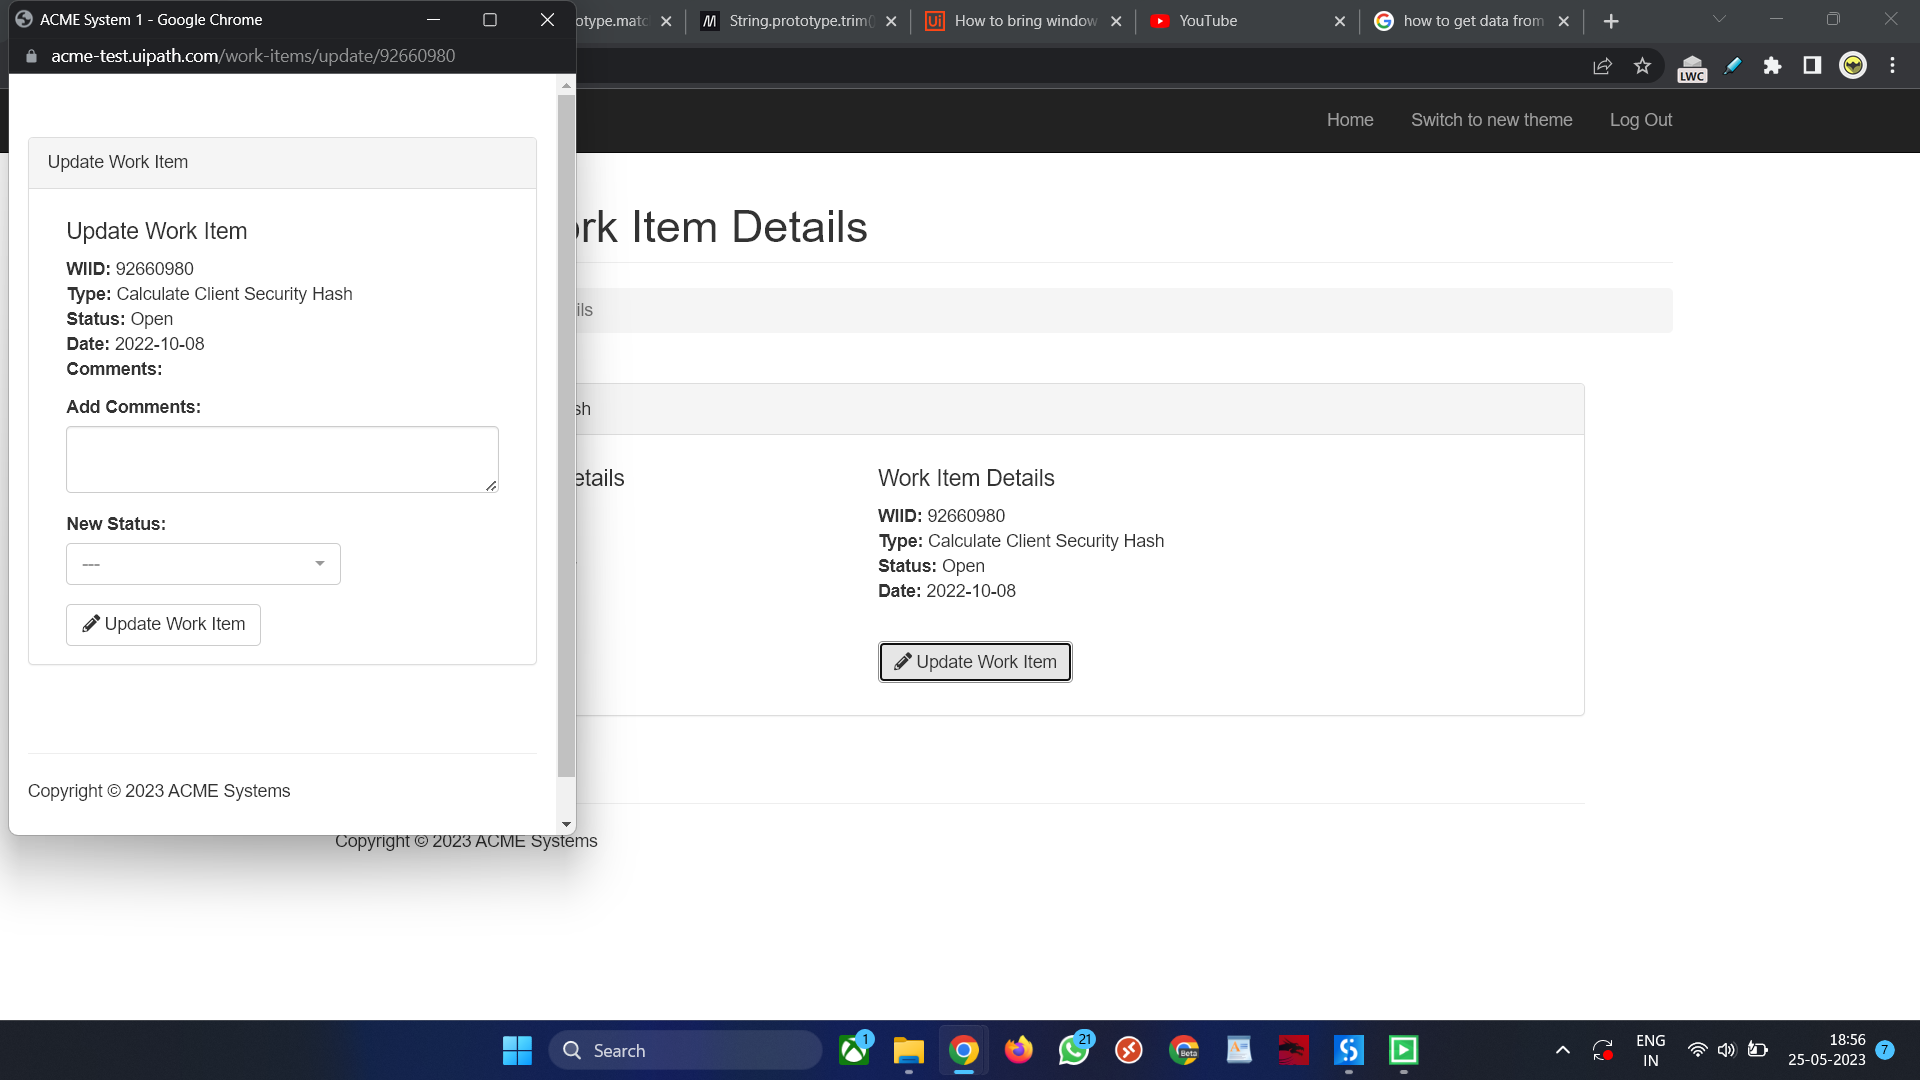 ACME System 1 - Google Chrome
acme-test.uipath.com/work-items/update/92660980
Update Work Item
Update Work Item
WIID: 92660980
Type: Calculate Client Security Hash
Status: Open
Date: 2022-10-08
Comments:
Add Comments:
New Status:
---
Update Work Item
Copyright © 2023 ACME Systems
otype.matc
String.prototype.trim()
Ui
How to bring window
YouTube
how to get data from
LWC
Home
Switch to new theme
Log Out
ork Item Details
ils
sh
etails
Work Item Details
WIID: 92660980
Type: Calculate Client Security Hash
Status: Open
Date: 2022-10-08
Update Work Item
Copyright © 2023 ACME Systems
Search
1
21
Beta
ENG
IN
18:56
25-05-2023
7